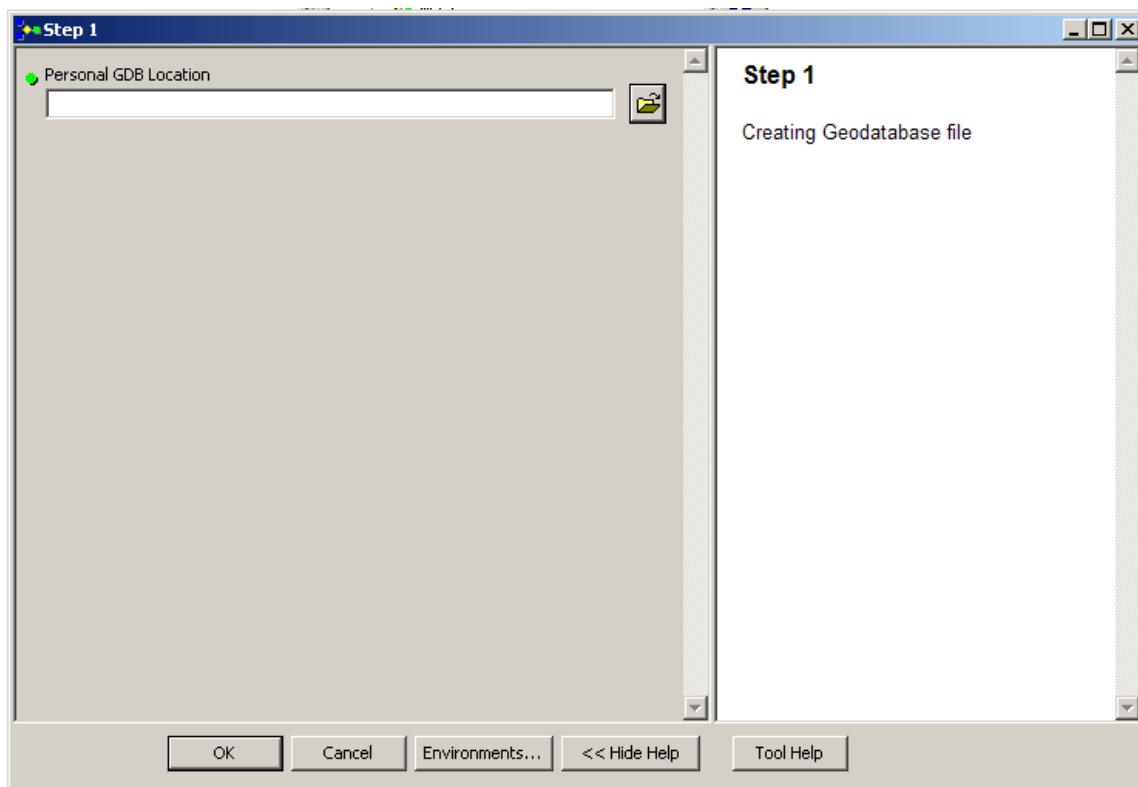 Step 1
Personal GDB Location
Step 1
Creating Geodatabase file
OK
Cancel
Environments...
<< Hide Help
Tool Help